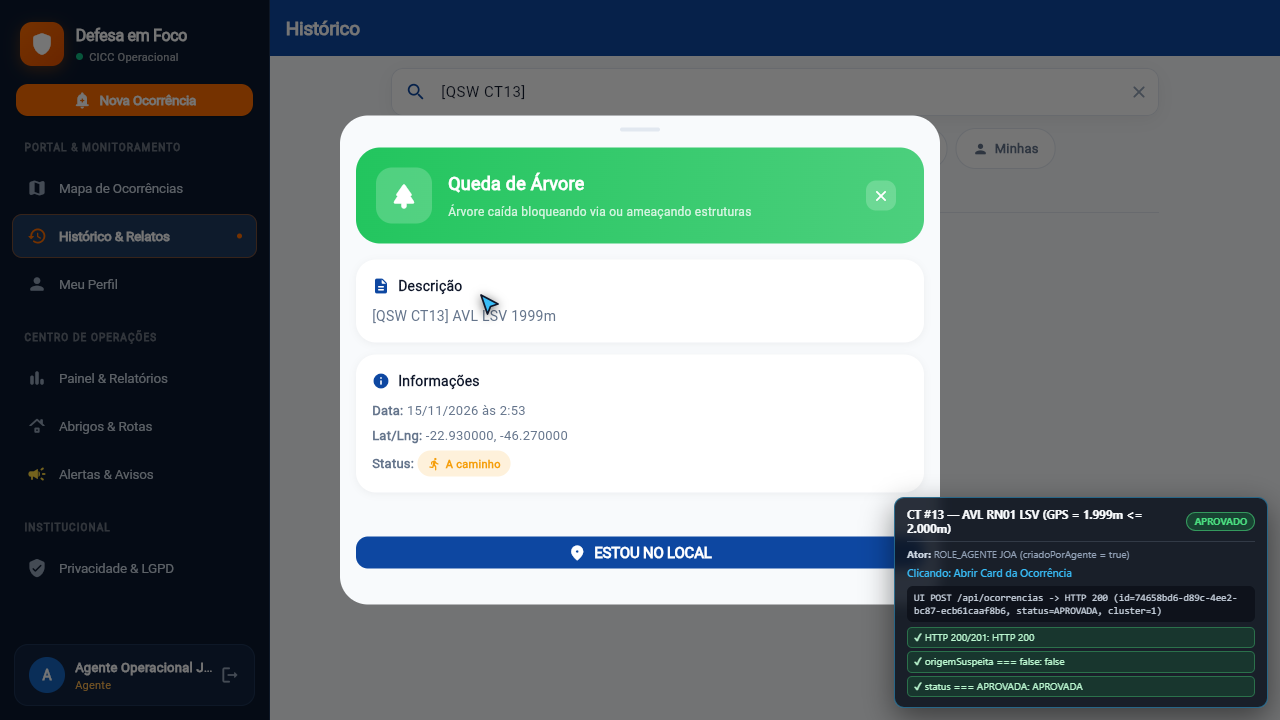 Defesa em Foco
CICC Operacional
Nova Ocorrência
PORTAL & MONITORAMENTO
Mapa de Ocorrências
Histórico & Relatos
Meu Perfil
CENTRO DE OPERAÇÕES
Painel & Relatórios
Abrigos & Rotas
Alertas & Avisos
INSTITUCIONAL
Privacidade & LGPD
A
Agente Operacional J...
Agente
Histórico
[QSW CT13]
Minhas
Queda de Árvore
Árvore caída bloqueando via ou ameaçando estruturas
Descrição
[QSW CT13] AVL LSV 1999m
Informações
Data: 15/11/2026 às 2:53
Lat/Lng: -22.930000, -46.270000
Status: A caminho
ESTOU NO LOCAL
CT #13 — AVL RN01 LSV (GPS = 1.999m <=
2.000m)
APROVADO
Ator: ROLE_AGENTE JOA (criadoPorAgente = true)
Clicando: Abrir Card da Ocorrência
UI POST /api/ocorrencias -> HTTP 200 (id=74658bd6-d89c-4ee2-
bc87-ecb61caaf8b6, status=APROVADA, cluster=1)
✔ HTTP 200/201: HTTP 200
✔ origemSuspeita === false: false
✔ status === APROVADA: APROVADA